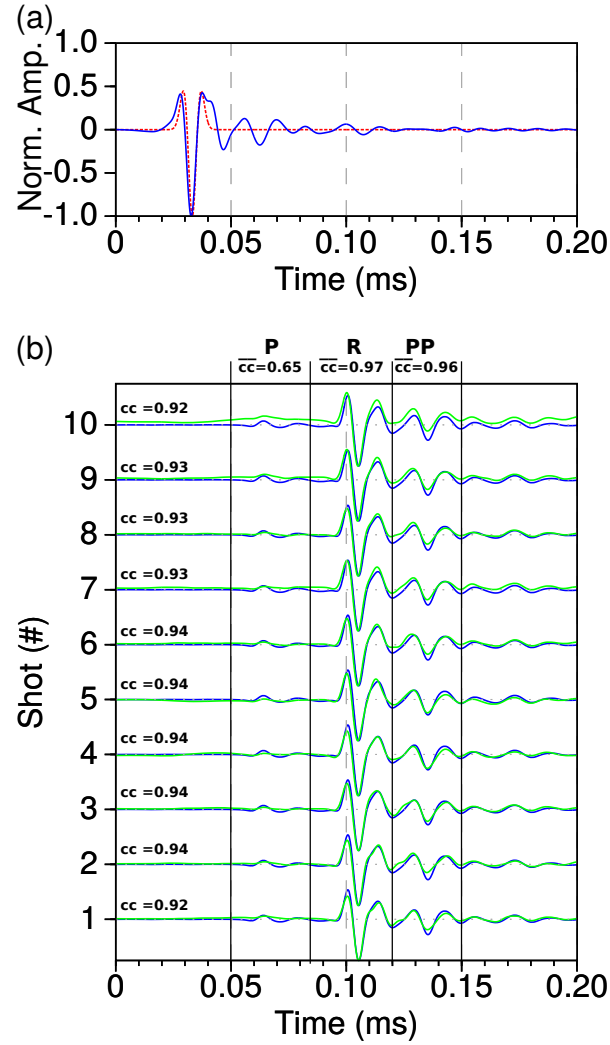 (a)
1.0
0.5
0
-0.5
-1.0
Norm. Amp.
0 0.05 0.10 0.15 0.20
Time (ms)
(b)
P R PP
cc=0.65 cc=0.97 cc=0.96
10 cc =0.92
9 cc =0.93
8 cc =0.93
7 cc =0.93
6 cc =0.94
5 cc =0.94
4 cc =0.94
3 cc =0.94
2 cc =0.94
1 cc =0.92
Shot (#)
0 0.05 0.10 0.15 0.20
Time (ms)